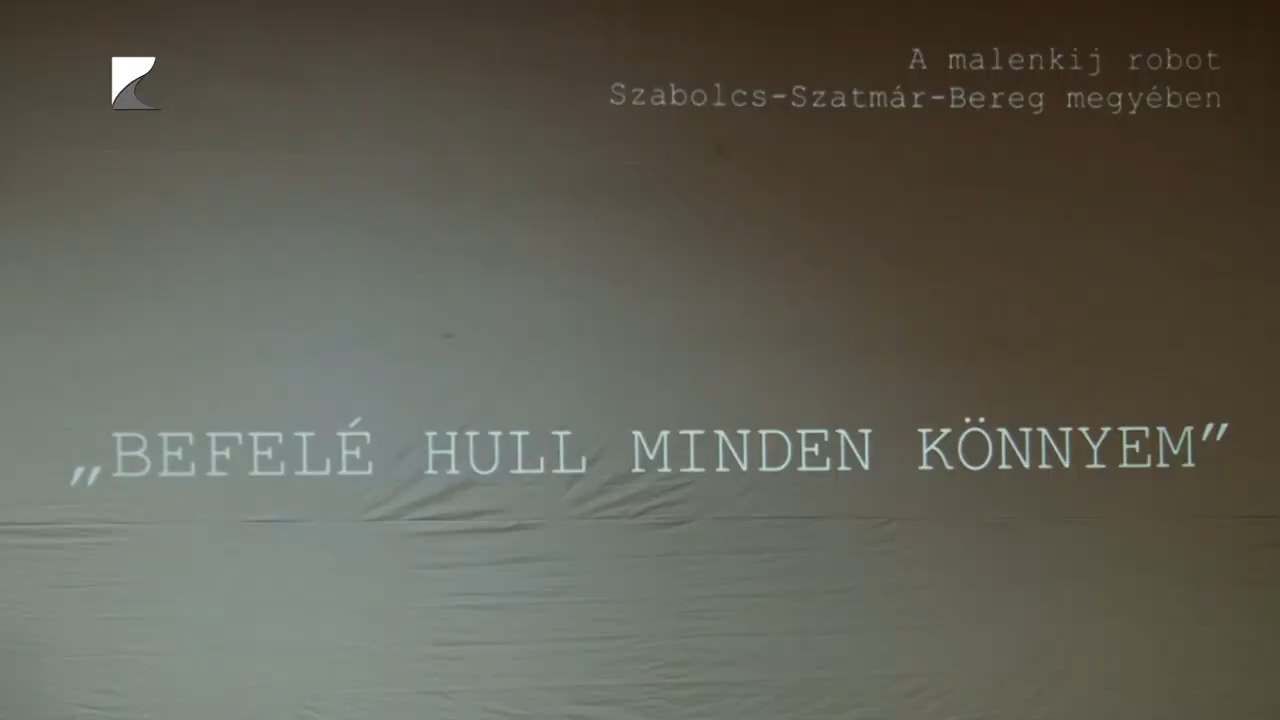 A malenkij robot
Szabolcs-Szatmár-Bereg megyében
„BEFELÉ HULL MINDEN KÖNNYEM”